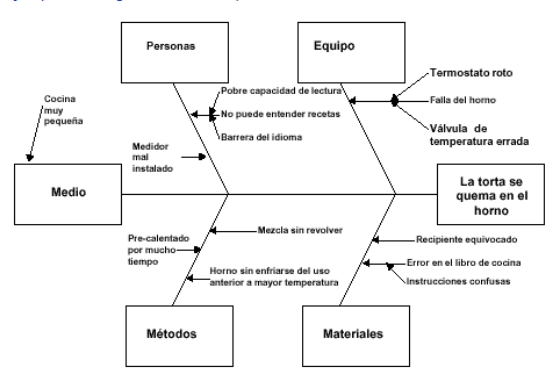 Personas
Equipo
Pobre capacidad de lectura
No puede entender recetas
Barrera del idioma
Termostato roto
Falla del horno
Válvula de
temperatura errada
Cocina
muy
pequeña
Medidor
mal
instalado
Medio
La torta se
quema en el
horno
Pre-calentado
por mucho
tiempo
Mezcla sin revolver
Horno sin enfriarse del uso
anterior a mayor temperatura
Recipiente equivocado
Error en el libro de cocina
Instrucciones confusas
Métodos
Materiales